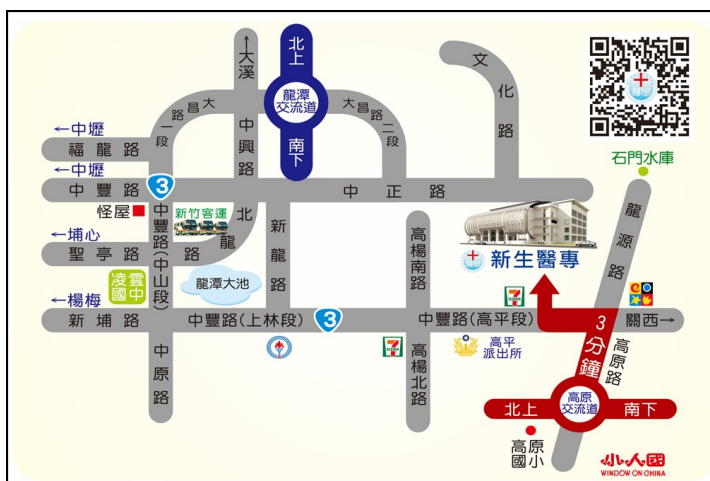 ←大溪
北上
龍潭
交流道
南下
大昌路一段
大昌路二段
中興路
文化路
石門水庫
←中壢
福龍路
←中壢
中豐路
3
中正路
怪屋
新竹客運
北龍路
新龍路
龍源路
←埔心
聖亭路
中豐路(中山段)
龍潭大池
高楊南路
新生醫專
凌雲
國中
←楊梅
新埔路
中豐路(上林段)
3
中豐路(高平段)
7
ELEVEN
關西→
3分鐘
高原路
中原路
7
ELEVEN
高平
派出所
高楊北路
北上
高原
交流道
南下
高原
國小
小人國
WINDOW ON CHINA